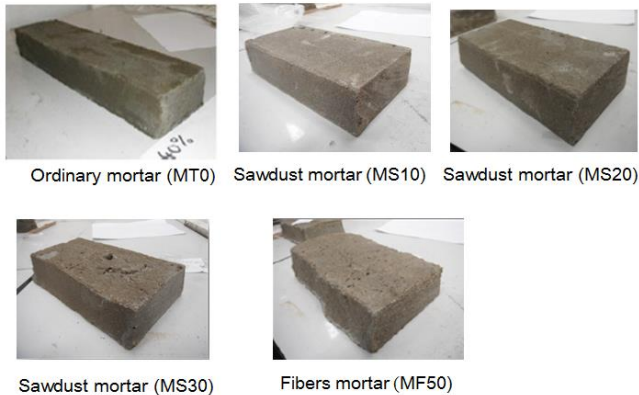 40%
Ordinary mortar (MT0)
Sawdust mortar (MS10)
Sawdust mortar (MS20)
Sawdust mortar (MS30)
Fibers mortar (MF50)